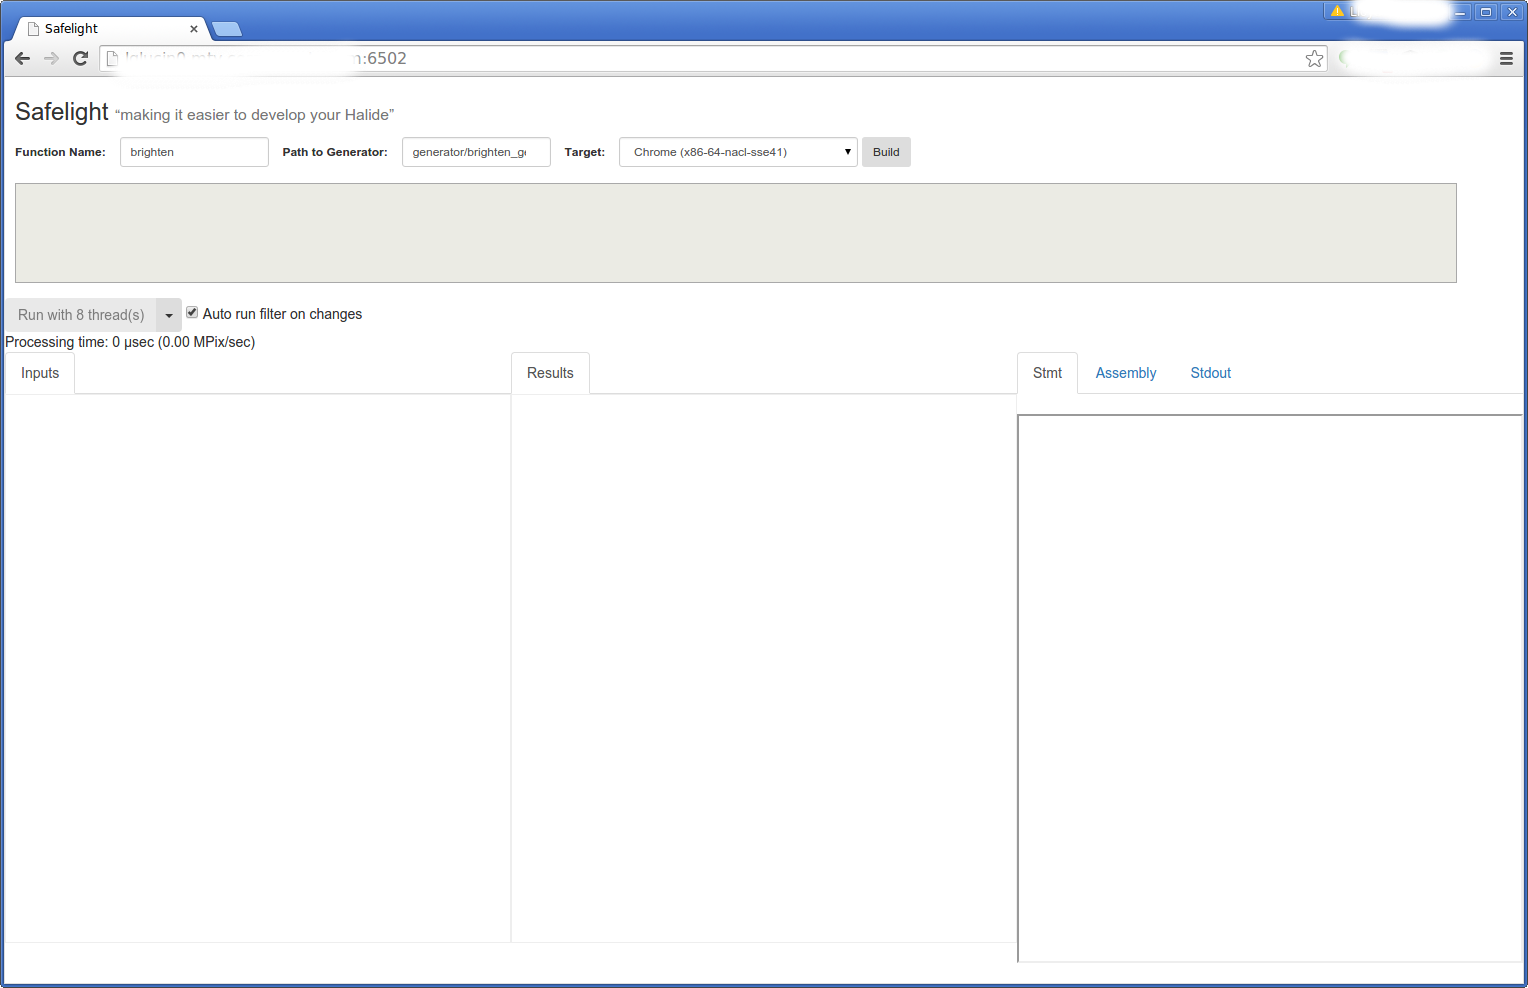 Safelight
:6502
Safelight “making it easier to develop your Halide”
Function Name: brighten Path to Generator: generator/brighten_ge Target: Chrome (x86-64-nacl-sse41) Build
Run with 8 thread(s) Auto run filter on changes
Processing time: 0 µsec (0.00 MPix/sec)
Inputs Results Stmt Assembly Stdout